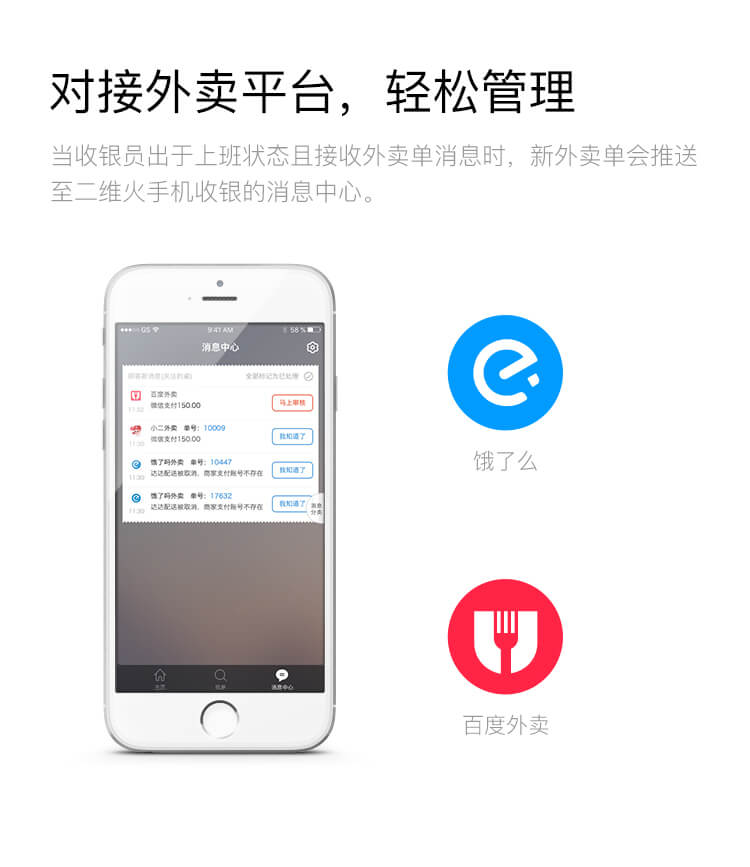 对接外卖平台，轻松管理
当收银员出于上班状态且接收外卖单消息时，新外卖单会推送
至二维火手机收银的消息中心。
GS 9:41 AM 58%
消息中心
全部标记为已处理
百度外卖
微信支付150.00
马上审核
11:32
小二外卖 单号：10009
微信支付150.00
我知道了
11:30
饿了吗外卖 单号：10447
达达配送被取消，商家支付账号不存在
我知道了
11:30
饿了吗外卖 单号：17632
达达配送被取消，商家支付账号不存在
我知道了
11:30
消息
分类
消息中心
饿了么
百度外卖